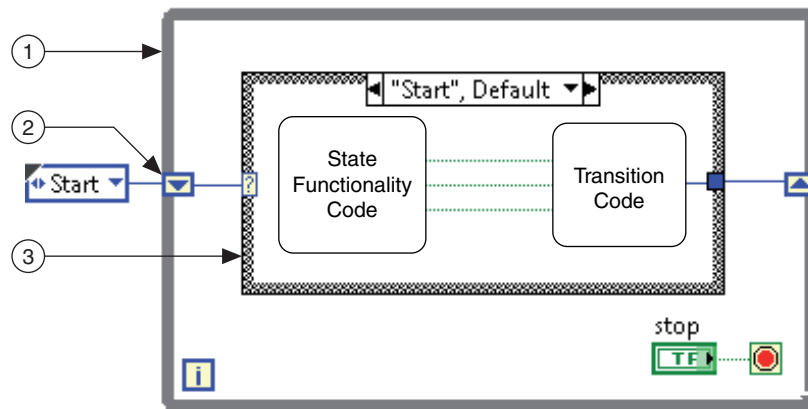 1
"Start", Default
2
Start
?
State
Functionality
Code
Transition
Code
3
stop
TF
i